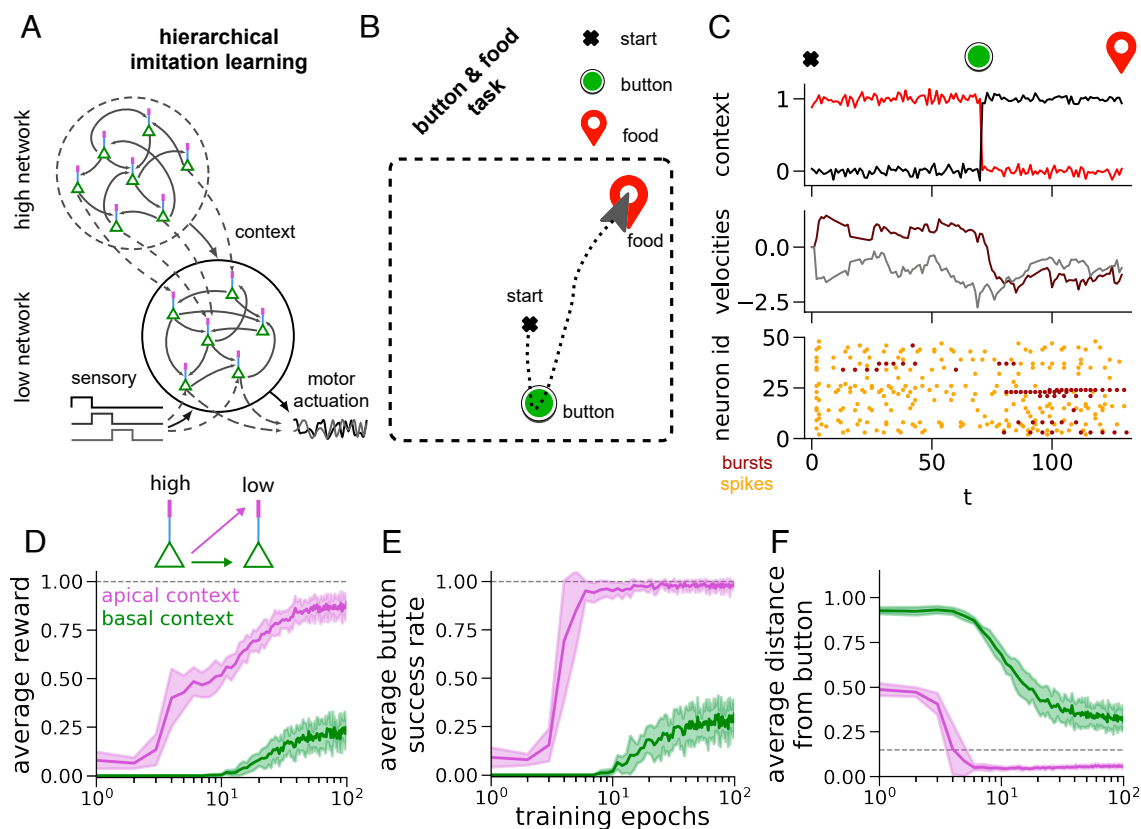 A
hierarchical
imitation learning
high network
context
low network
sensory
motor
actuation
B
button & food
task
start
button
food
food
start
button
C
context
1
0
velocities
0.0
−2.5
neuron id
50
25
0
bursts
spikes
0
50
100
t
high
low
D
average reward
1.00
0.75
0.50
0.25
0.00
apical context
basal context
10^0
10^1
10^2
E
average button
success rate
1.00
0.75
0.50
0.25
0.00
10^0
10^1
10^2
training epochs
F
average distance
from button
1.00
0.75
0.50
0.25
0.00
10^0
10^1
10^2